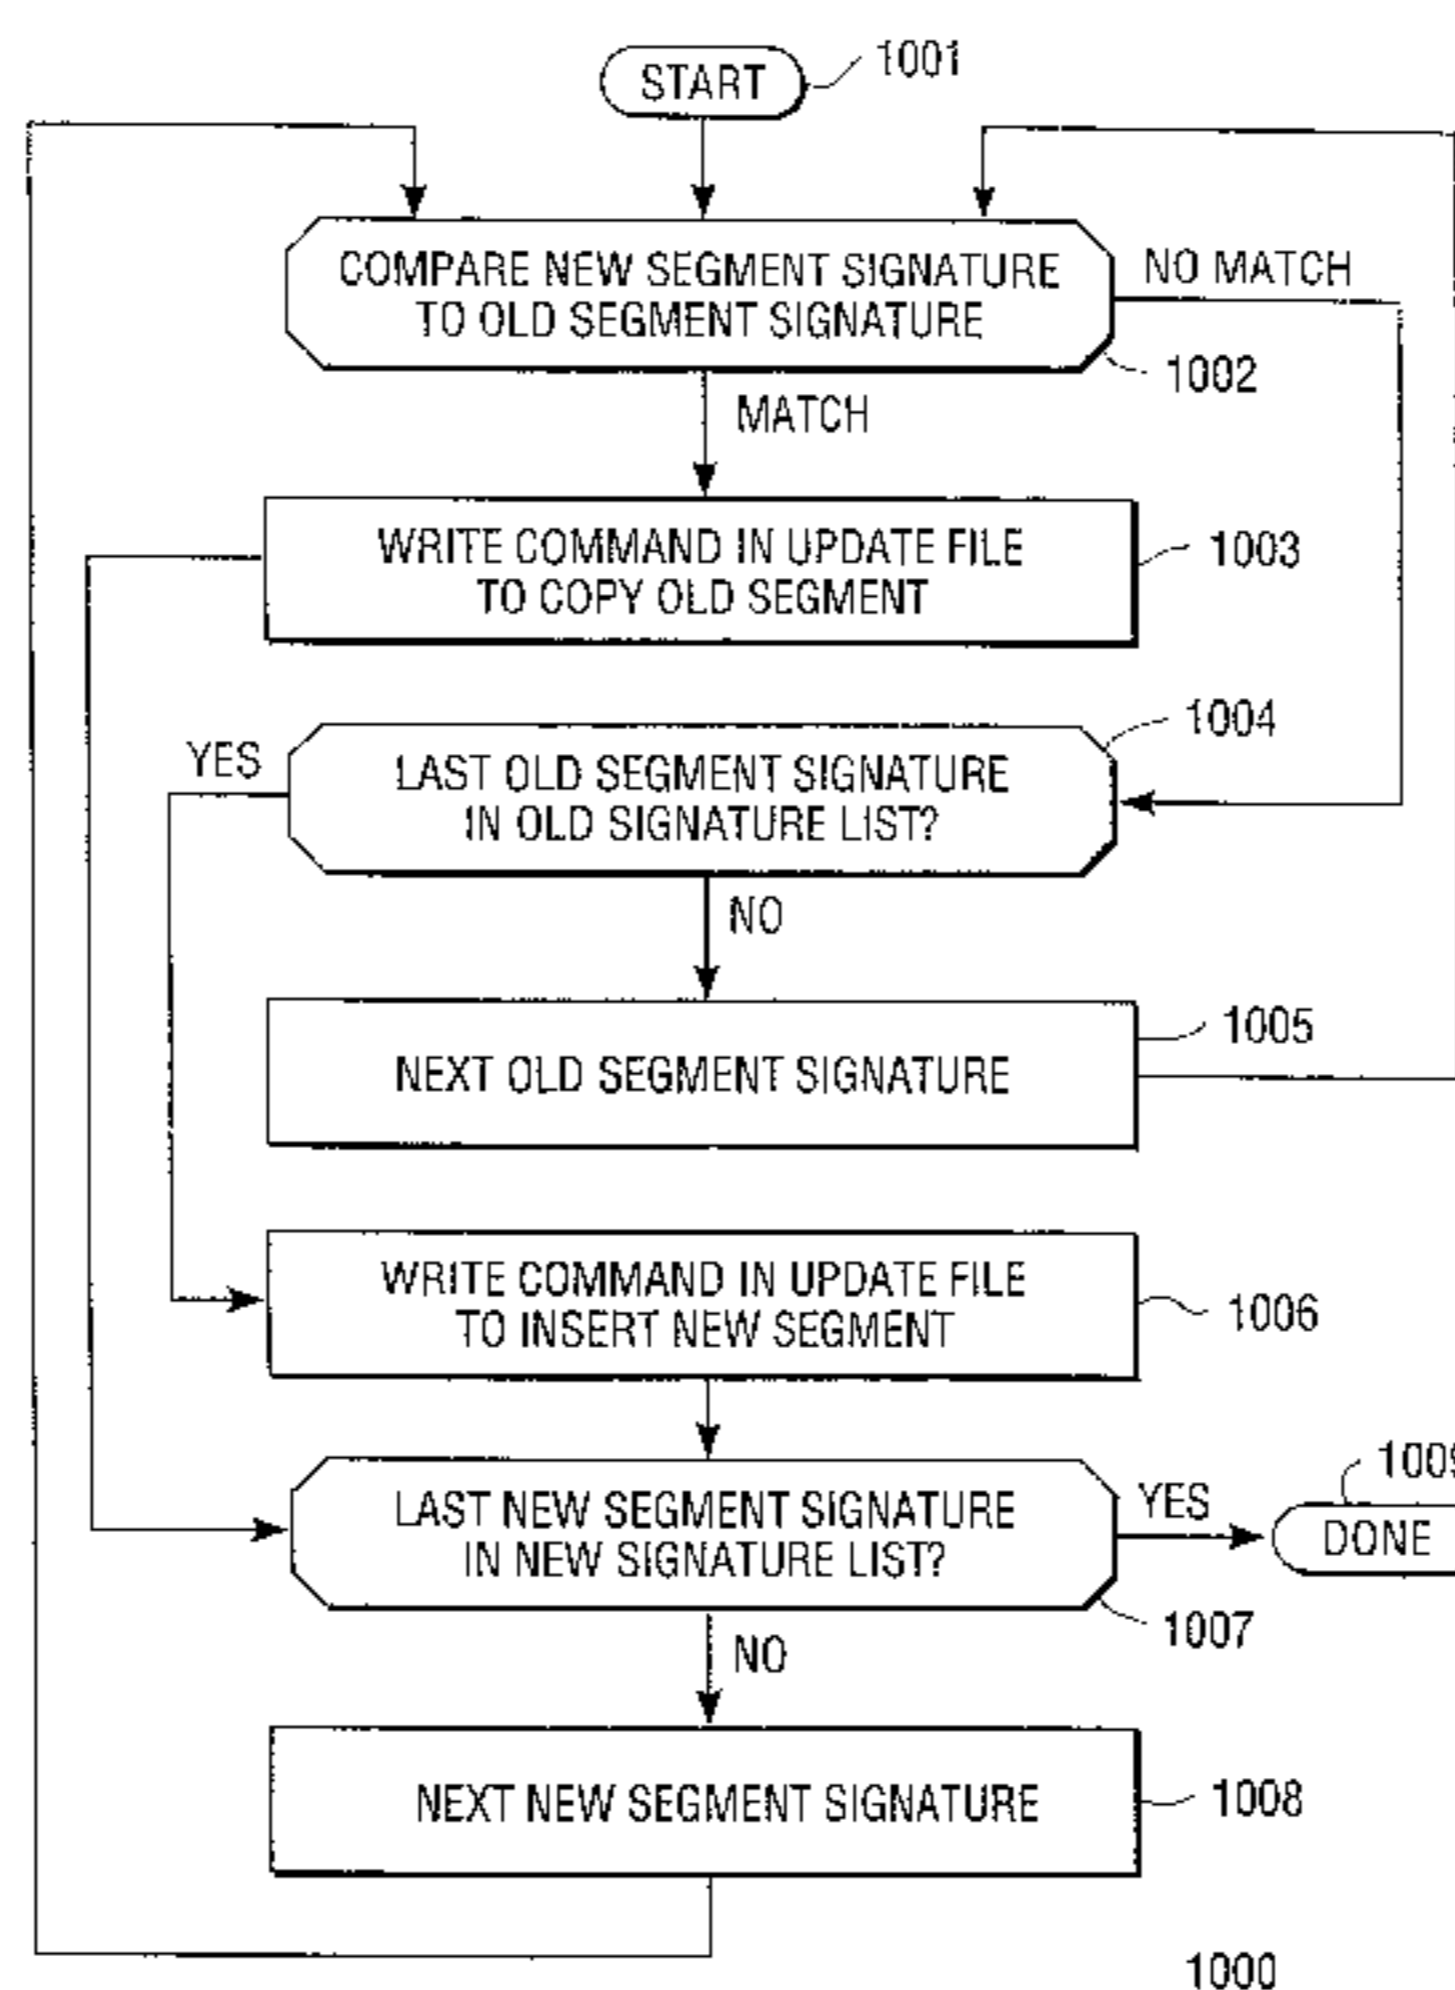 START
1001
COMPARE NEW SEGMENT SIGNATURE
TO OLD SEGMENT SIGNATURE
NO MATCH
1002
MATCH
WRITE COMMAND IN UPDATE FILE
TO COPY OLD SEGMENT
1003
1004
YES
LAST OLD SEGMENT SIGNATURE
IN OLD SIGNATURE LIST?
NO
1005
NEXT OLD SEGMENT SIGNATURE
WRITE COMMAND IN UPDATE FILE
TO INSERT NEW SEGMENT
1006
LAST NEW SEGMENT SIGNATURE
IN NEW SIGNATURE LIST?
YES
1009
DONE
1007
NO
NEXT NEW SEGMENT SIGNATURE
1008
1000